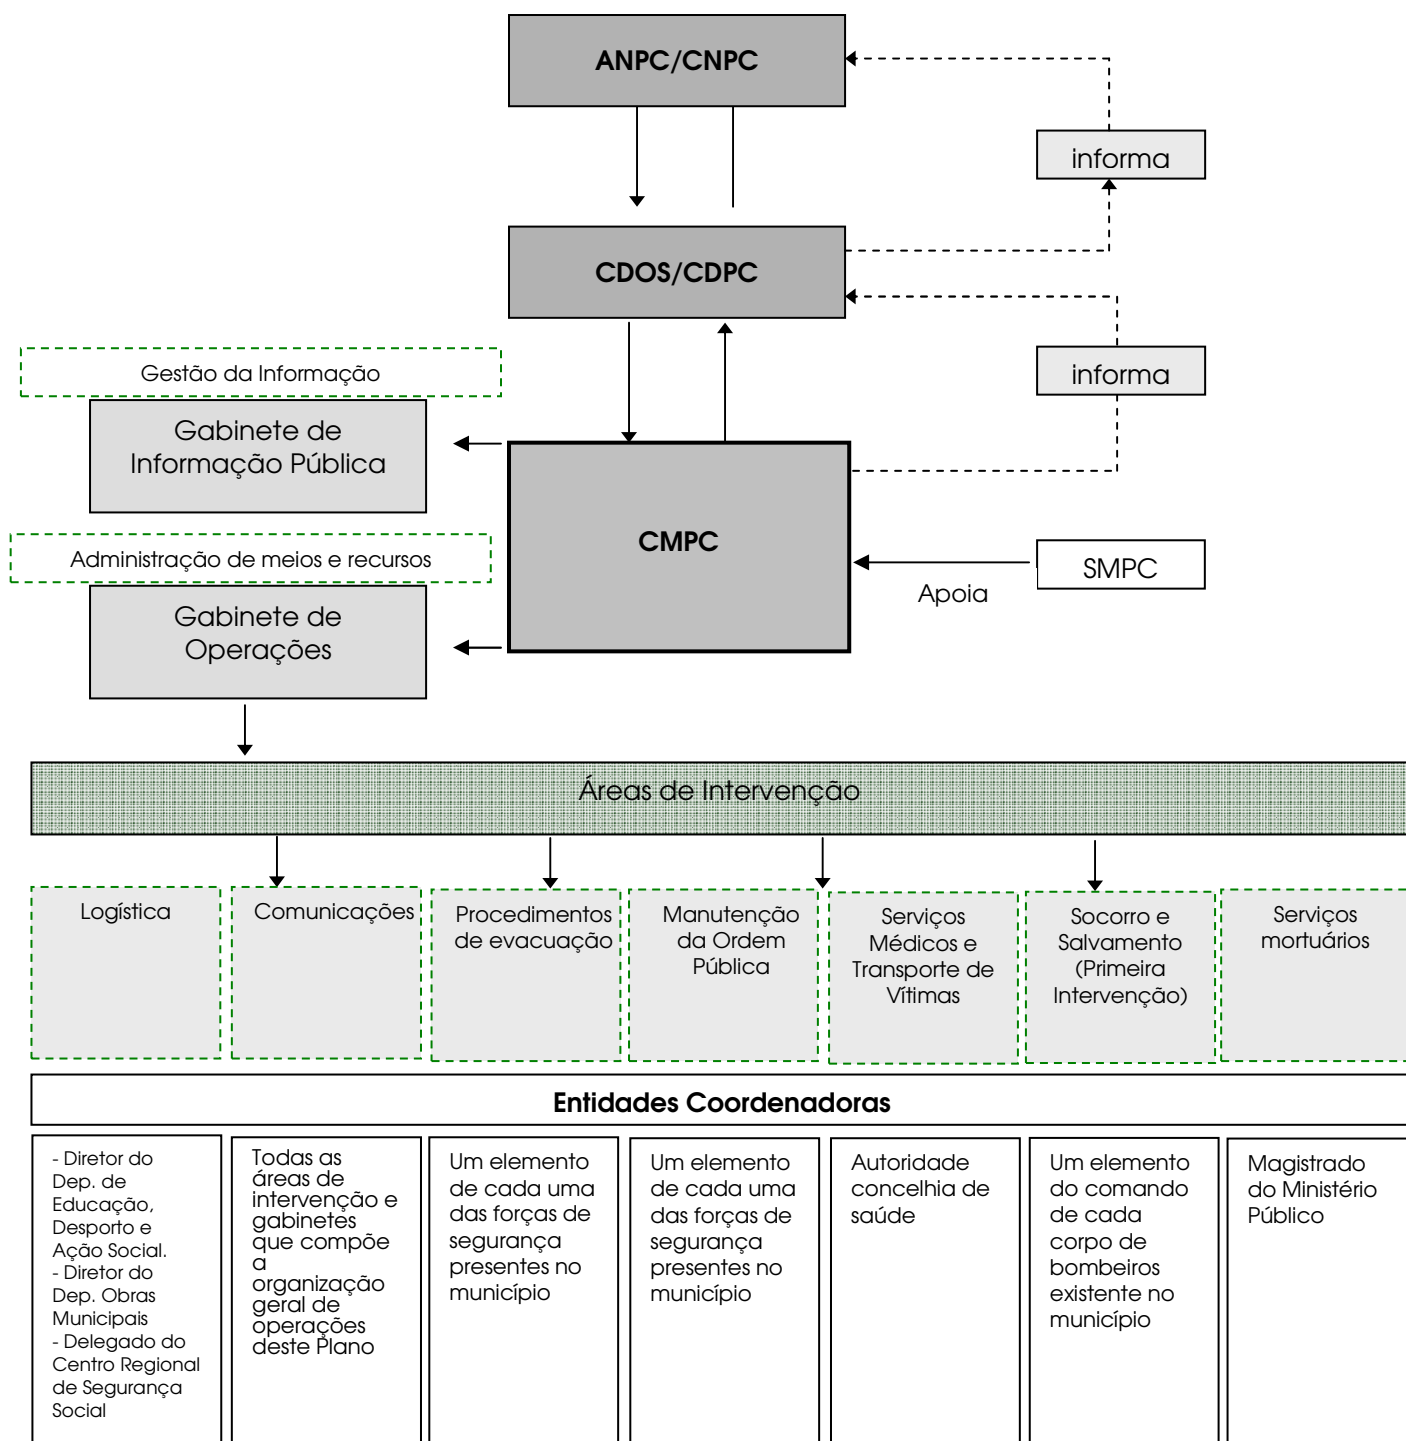 ANPC/CNPC
informa
CDOS/CDPC
Gestão da Informação
informa
Gabinete de
Informação Pública
CMPC
Administração de meios e recursos
SMPC
Apoia
Gabinete de
Operações
Áreas de Intervenção
Logística
Comunicações
Procedimentos
de evacuação
Manutenção
da Ordem
Pública
Serviços
Médicos e
Transporte de
Vítimas
Socorro e
Salvamento
(Primeira
Intervenção)
Serviços
mortuários
Entidades Coordenadoras
- Diretor do
Dep. de
Educação,
Desporto e
Ação Social.
- Diretor do
Dep. Obras
Municipais
- Delegado do
Centro Regional
de Segurança
Social
Todas as
áreas de
intervenção e
gabinetes
que compõe
a
organização
geral de
operações
deste Plano
Um elemento
de cada uma
das forças de
segurança
presentes no
município
Um elemento
de cada uma
das forças de
segurança
presentes no
município
Autoridade
concelhia de
saúde
Um elemento
do comando
de cada
corpo de
bombeiros
existente no
município
Magistrado
do Ministério
Público